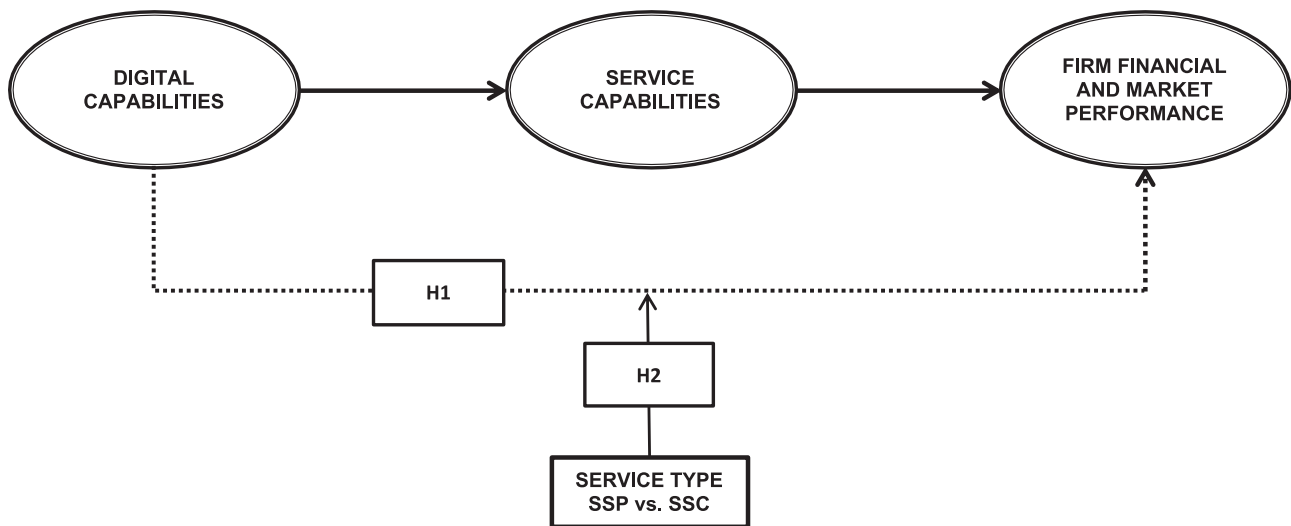 DIGITAL
CAPABILITIES
SERVICE
CAPABILITIES
FIRM FINANCIAL
AND MARKET
PERFORMANCE
H1
H2
SERVICE TYPE
SSP vs. SSC